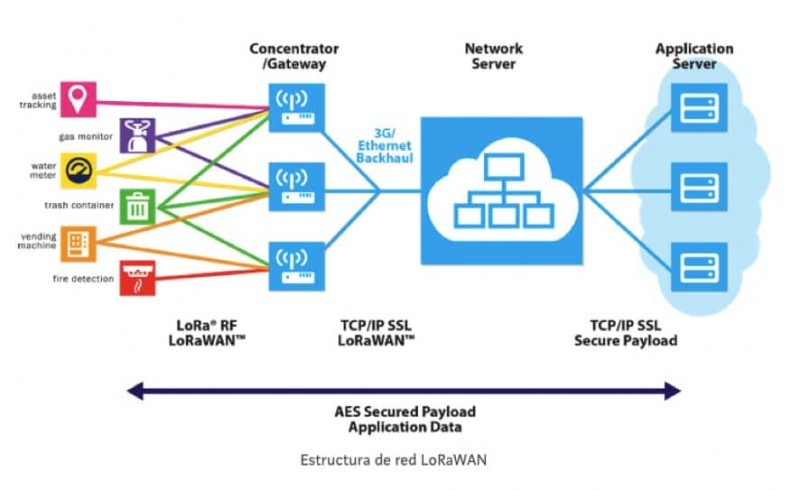 Concentrator
/Gateway
Network
Server
Application
Server
asset
tracking
gas monitor
water
meter
trash container
vending
machine
fire detection
3G/
Ethernet
Backhaul
LoRa® RF
LoRaWAN™
TCP/IP SSL
LoRaWAN™
TCP/IP SSL
Secure Payload
AES Secured Payload
Application Data
Estructura de red LoRaWAN